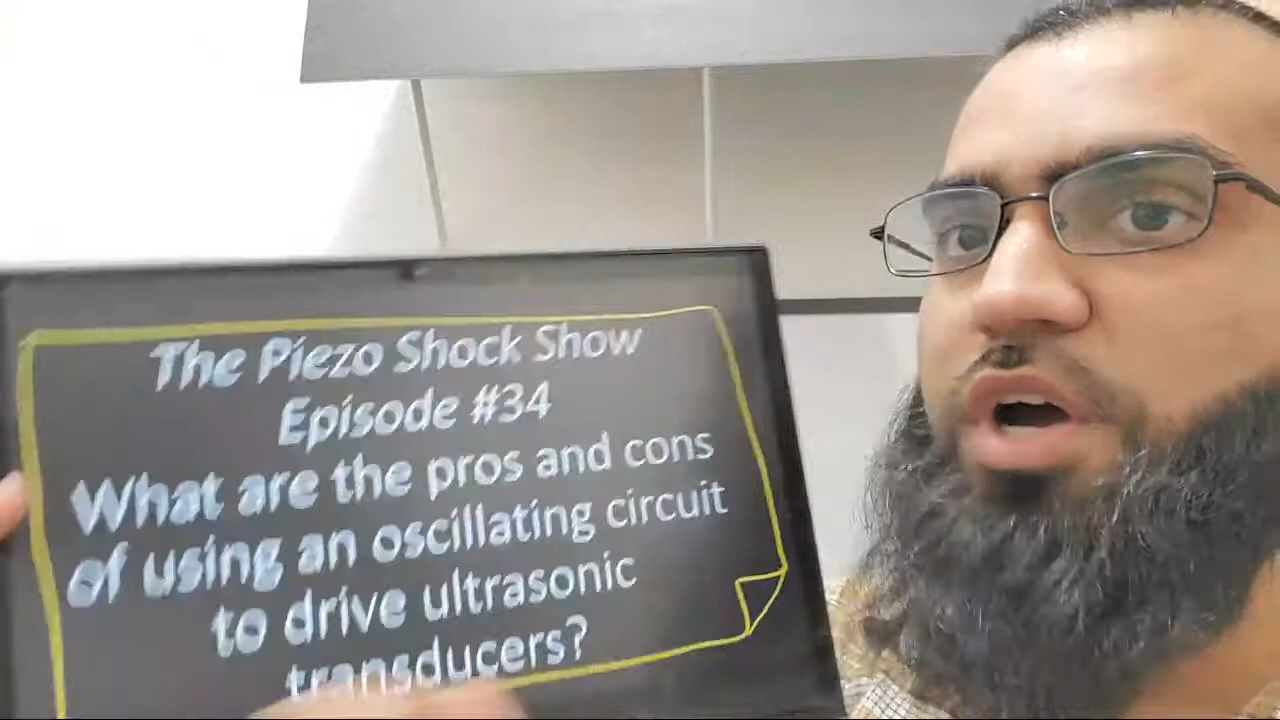 The Piezo Shock Show
Episode #34
What are the pros and cons
of using an oscillating circuit
to drive ultrasonic
transducers?